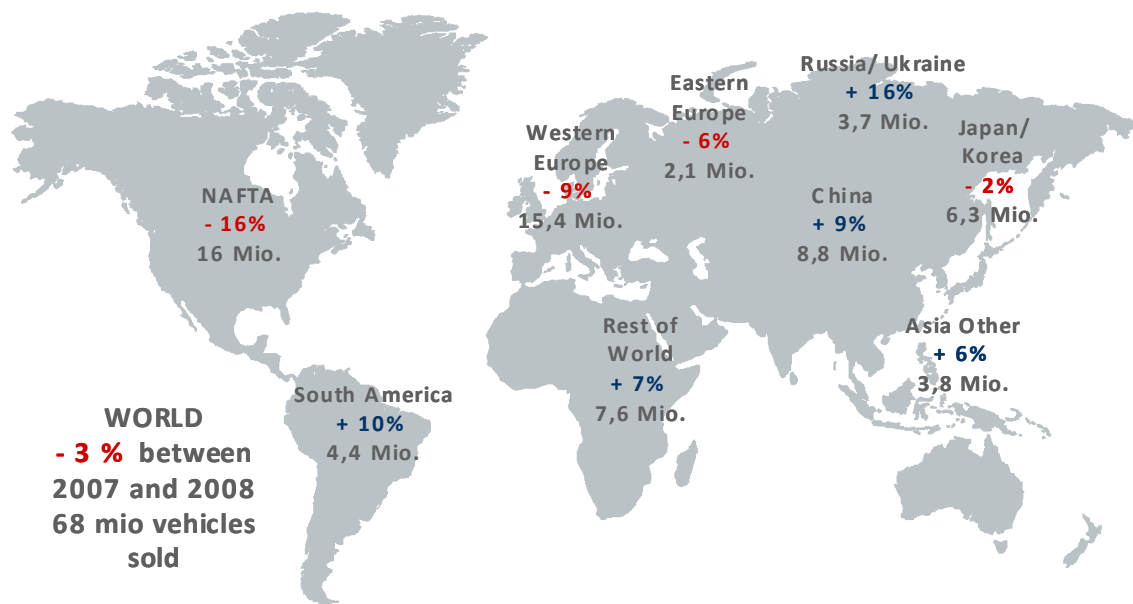 Russia/ Ukraine
+ 16%
3,7 Mio.
Eastern
Europe
- 6%
2,1 Mio.
Japan/
Korea
- 2%
6,3 Mio.
Western
Europe
- 9%
15,4 Mio.
NAFTA
- 16%
16 Mio.
China
+ 9%
8,8 Mio.
Rest of
World
+ 7%
7,6 Mio.
Asia Other
+ 6%
3,8 Mio.
South America
+ 10%
4,4 Mio.
WORLD
- 3 % between
2007 and 2008
68 mio vehicles
sold